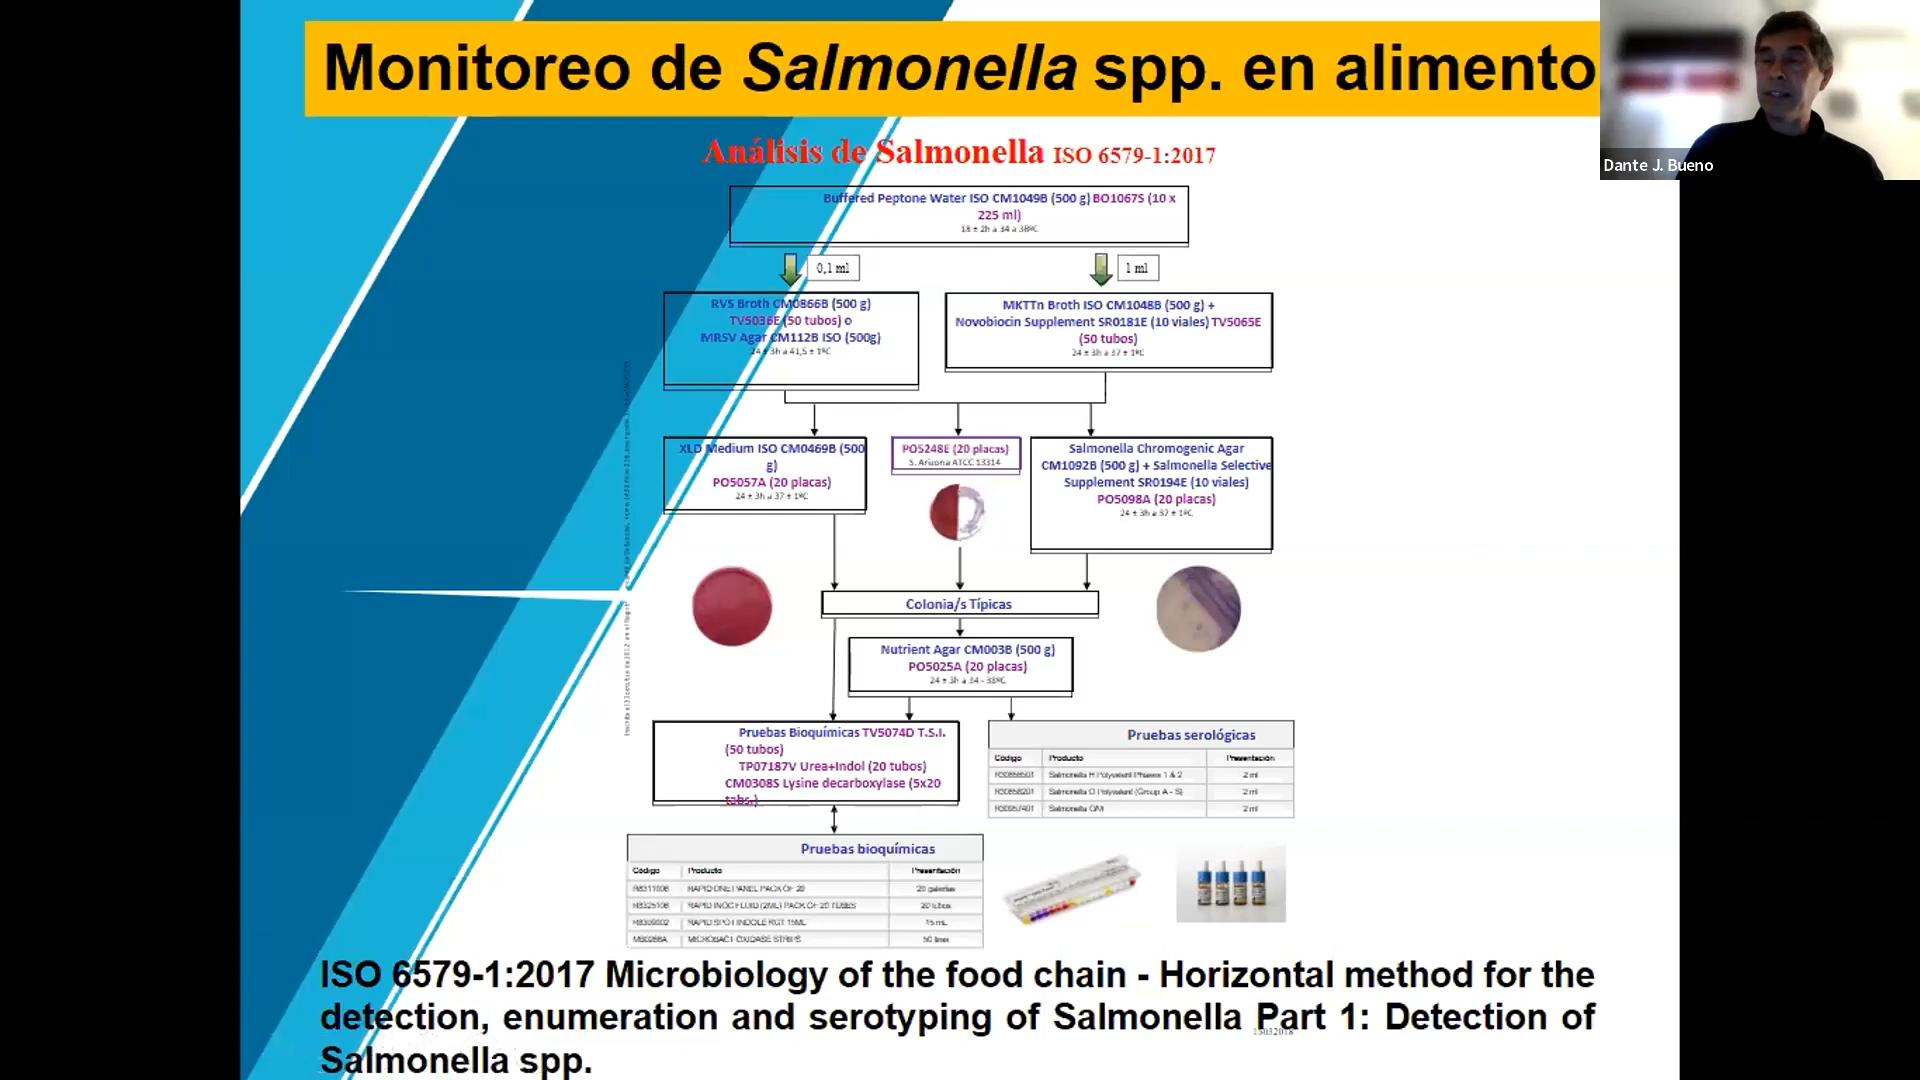 Monitoreo de Salmonella spp. en alimento
Dante J. Bueno
Análisis de Salmonella ISO 6579-1:2017
Buffered Peptone Water ISO CM1049B (500 g) BO1067S (10 x
225 ml)
18 ± 2h a 34 a 38ºC
0,1 ml
1 ml
RVS Broth CM0866B (500 g)
TV5036E (50 tubos) o
MRSV Agar CM112B ISO (500g)
24 ± 3h a 41,5 ± 1ºC
MKTTn Broth ISO CM1048B (500 g) +
Novobiocin Supplement SR0181E (10 viales) TV5065E
(50 tubos)
24 ± 3h a 37 ± 1ºC
XLD Medium ISO CM0469B (500
g)
PO5057A (20 placas)
24 ± 3h a 37 ± 1ºC
PO5248E (20 placas)
S. Arizona ATCC 13314
Salmonella Chromogenic Agar
CM1092B (500 g) + Salmonella Selective
Supplement SR0194E (10 viales)
PO5098A (20 placas)
24 ± 3h a 37 ± 1ºC
Colonia/s Típicas
Nutrient Agar CM003B (500 g)
PO5025A (20 placas)
24 ± 3h a 34 - 38ºC
Pruebas Bioquímicas TV5074D T.S.I.
(50 tubos)
TP07187V Urea+Indol (20 tubos)
CM0308S Lysine decarboxylase (5x20
tabs.)
Pruebas serológicas
Código Producto Presentación
Salmonella H Polyvalent Phases 1 & 2 2 ml
Salmonella O Polyvalent (Group A - S) 2 ml
Salmonella OMA 2 ml
Pruebas bioquímicas
Código Producto Presentación
RAPID ONE PANEL PACK OF 20 20 galerías
RAPID INOC FLUID (2ML) PACK OF 20 TUBES 20 tubos
RAPID SPOT INDOLE RGT 15ML 15 mL
MICROBACT OXIDASE STRIPS 50 tiras
ISO 6579-1:2017 Microbiology of the food chain - Horizontal method for the
detection, enumeration and serotyping of Salmonella Part 1: Detection of
15032018
Salmonella spp.